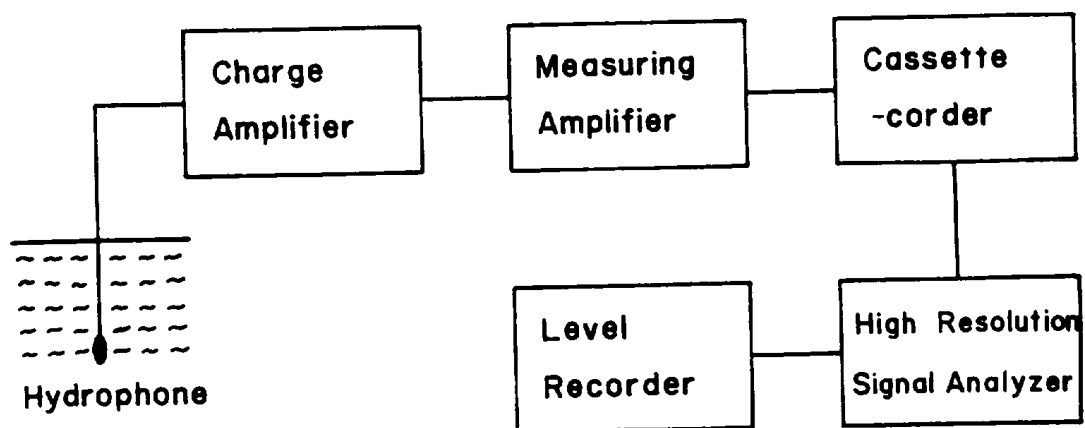 Charge
Amplifier
Measuring
Amplifier
Cassette
-corder
Hydrophone
Level
Recorder
High Resolution
Signal Analyzer